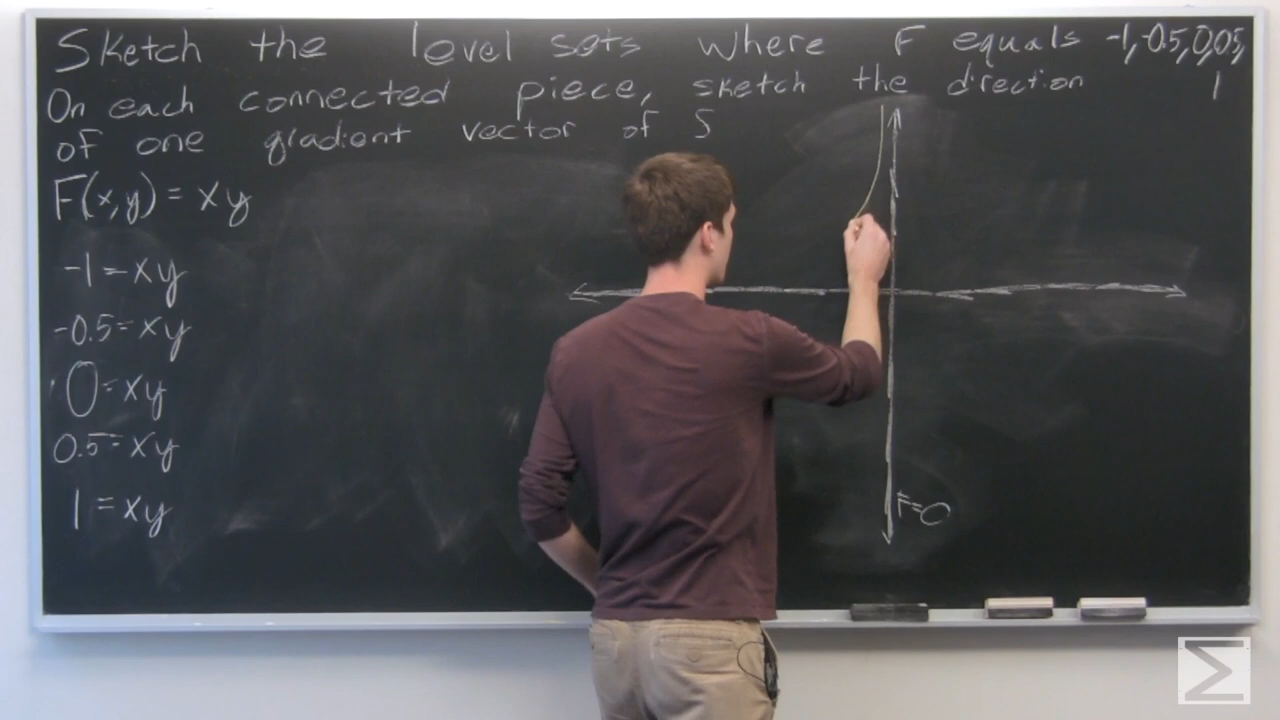 Sketch the level sets where F equals -1,-0.5,0,0.5,
1
On each connected piece, sketch the direction
of one gradient vector of S
F(x,y) = xy
-1 = xy
-0.5 = xy
0 = xy
0.5 = xy
1 = xy
F=0
Σ